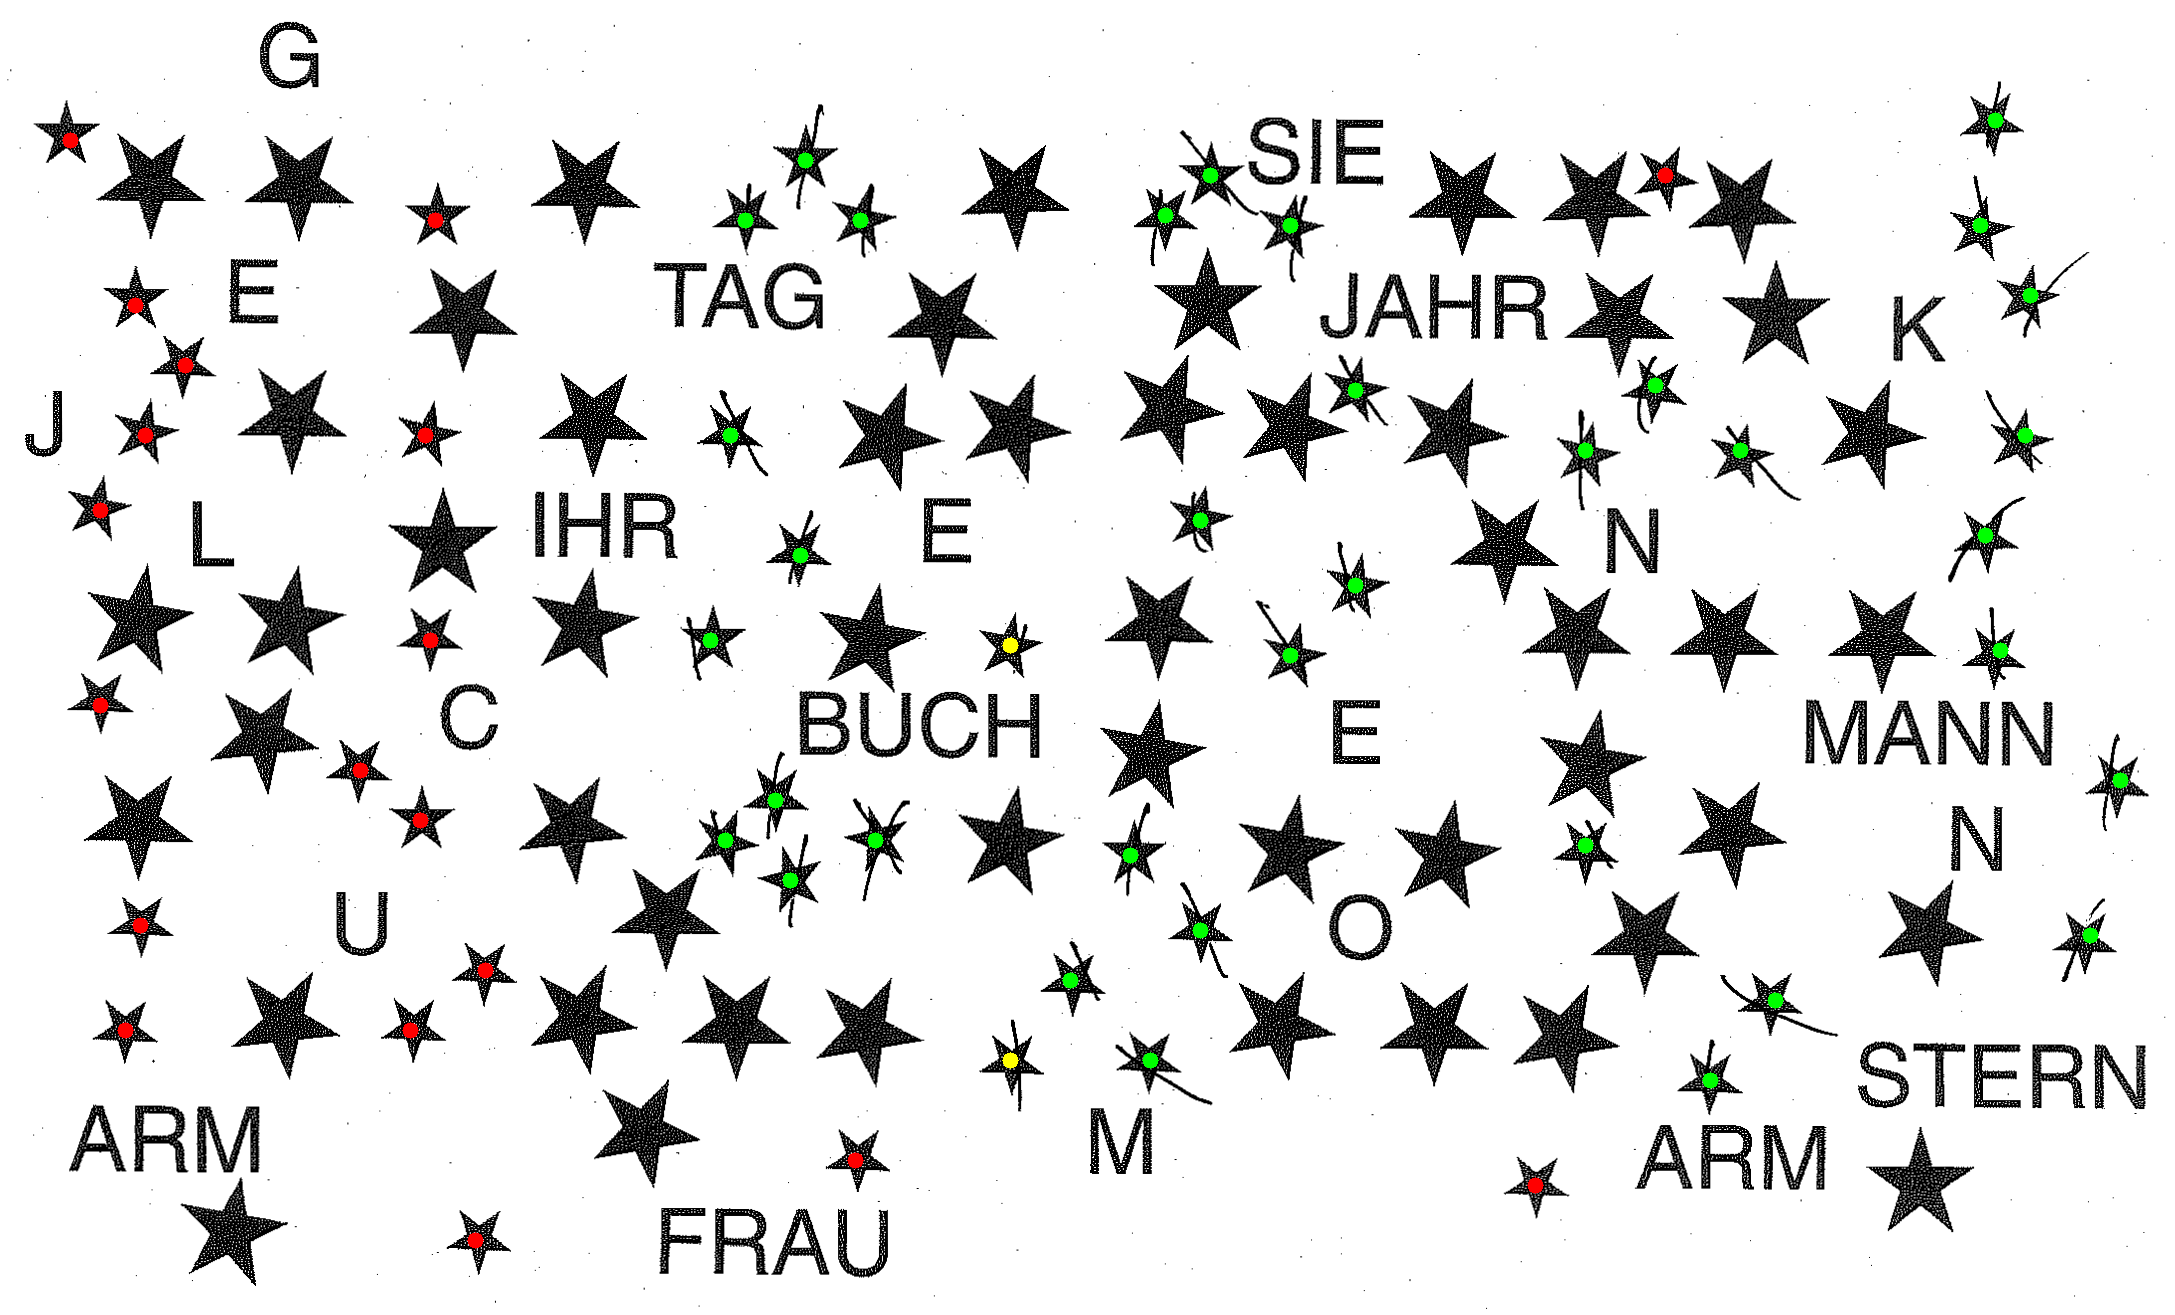 G
SIE
E TAG JAHR K
J
L IHR E N
C BUCH E MANN
N
U O
STERN
ARM M ARM
FRAU